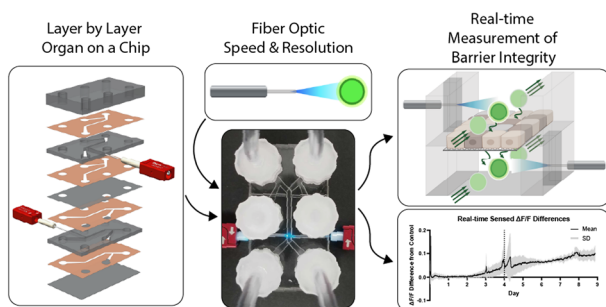 Layer by Layer
Organ on a Chip
Fiber Optic
Speed & Resolution
Real-time
Measurement of
Barrier Integrity
Real-time Sensed ΔF/F Differences
Mean
SD
ΔF/F Difference from Control
0.2
0.1
0.0
-0.1
0 1 2 3 4 5 6 7 8 9
Day